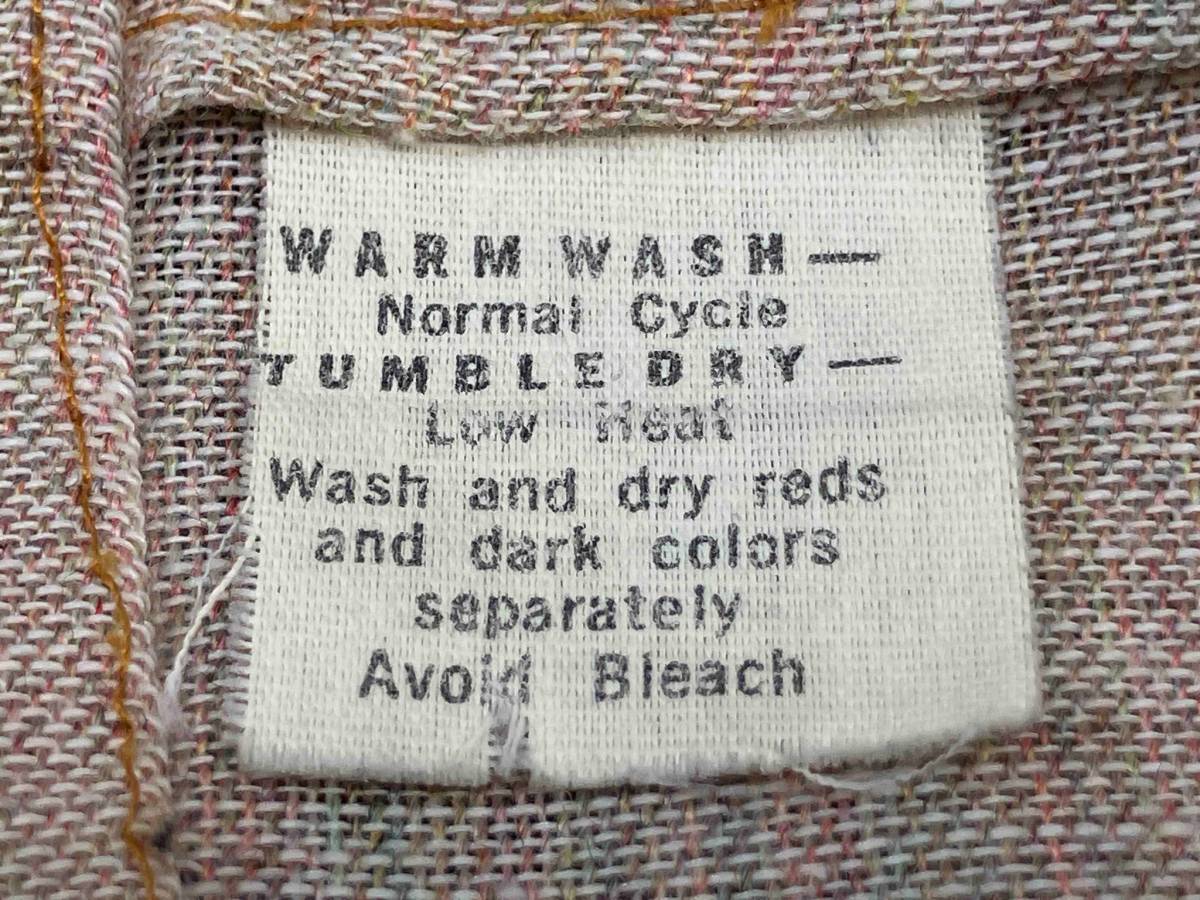 WARM WASH—
Normal Cycle
TUMBLE DRY—
Low Heat
Wash and dry reds
and dark colors
separately
Avoid Bleach